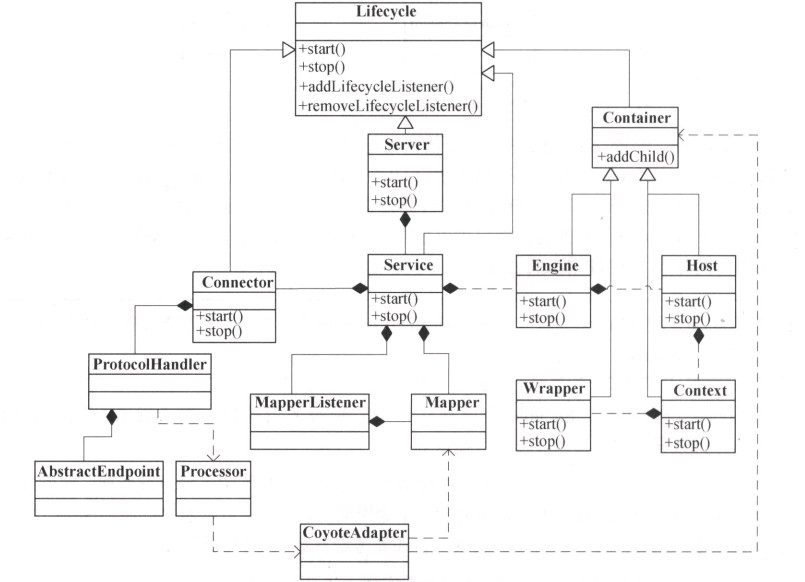 Lifecycle
+start()
+stop()
+addLifecycleListener()
+removeLifecycleListener()
Container
+addChild()
Server
+start()
+stop()
Service
+start()
+stop()
Engine
+start()
+stop()
Host
+start()
+stop()
Connector
+start()
+stop()
ProtocolHandler
MapperListener
Mapper
Wrapper
+start()
+stop()
Context
+start()
+stop()
AbstractEndpoint
Processor
CoyoteAdapter